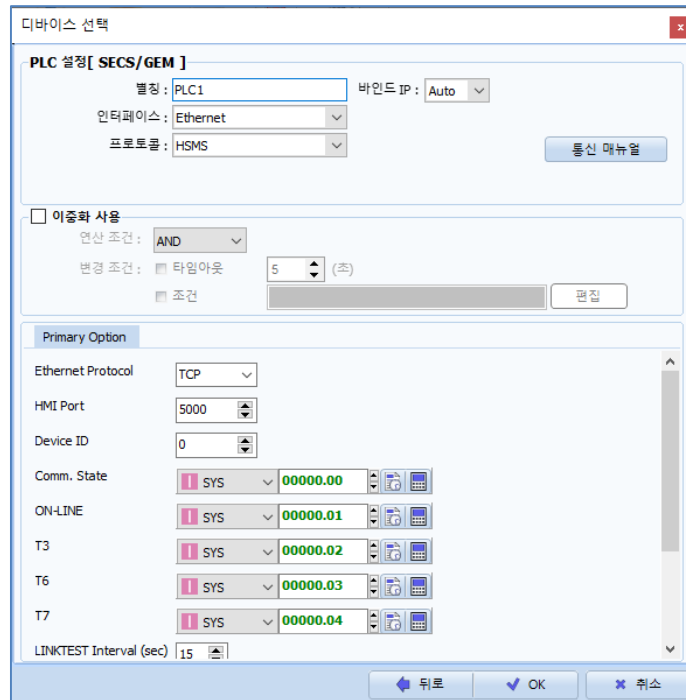 디바이스 선택
x
PLC 설정[ SECS/GEM ]
별칭 : PLC1 바인드 IP : Auto
인터페이스 : Ethernet
프로토콜 : HSMS
통신 매뉴얼
이중화 사용
연산 조건 : AND
변경 조건 : 타임아웃 5 (초)
조건 편집
Primary Option
Ethernet Protocol TCP
HMI Port 5000
Device ID 0
Comm. State SYS 00000.00
ON-LINE SYS 00000.01
T3 SYS 00000.02
T6 SYS 00000.03
T7 SYS 00000.04
LINKTEST Interval (sec) 15
뒤로 OK 취소